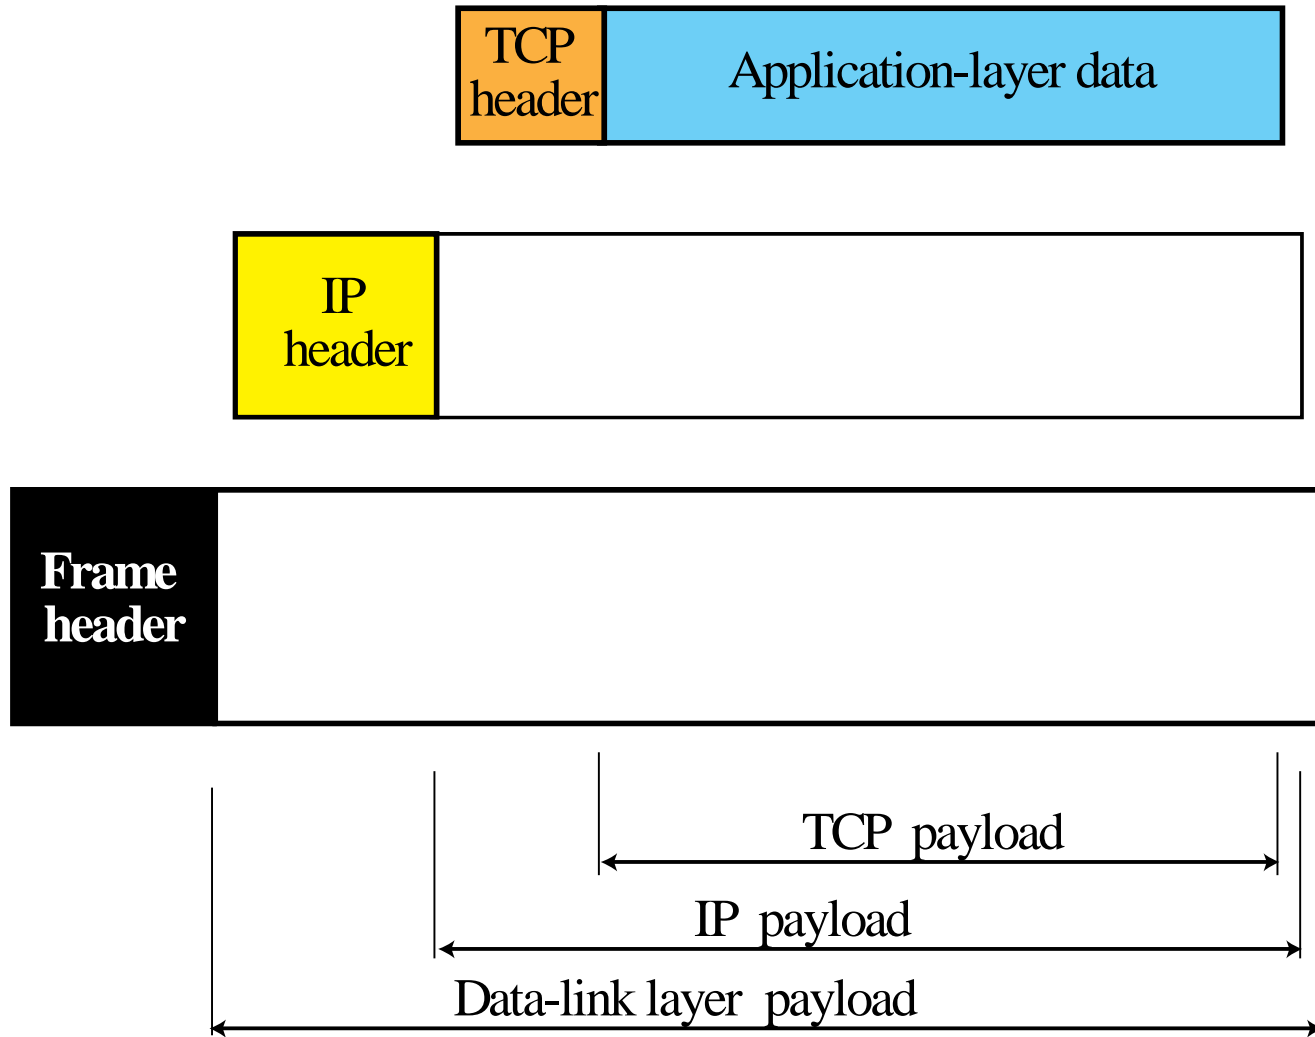 TCP
header
Application-layer data
IP
header
Frame
header
TCP payload
IP payload
Data-link layer payload